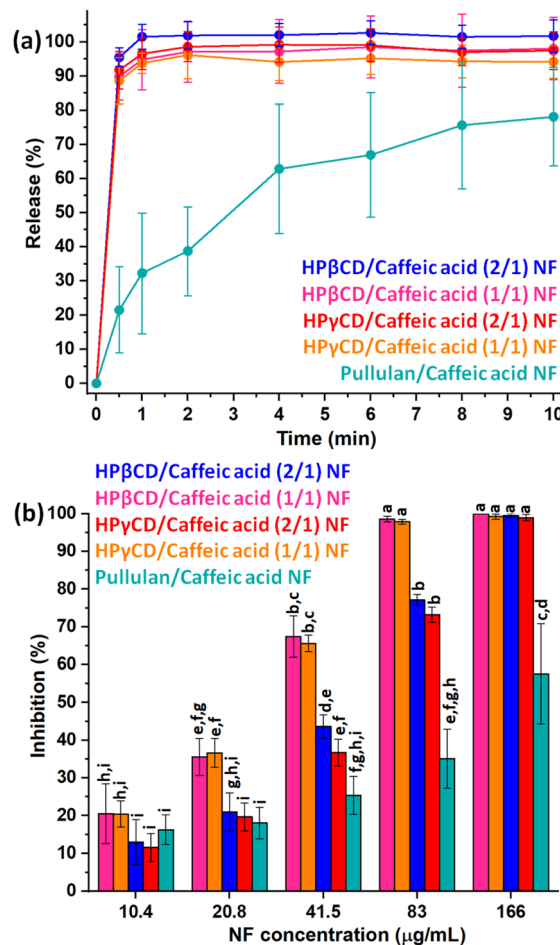 (a)
Release (%)
110
100
90
80
70
60
50
40
30
20
10
0
HPβCD/Caffeic acid (2/1) NF
HPβCD/Caffeic acid (1/1) NF
HPγCD/Caffeic acid (2/1) NF
HPγCD/Caffeic acid (1/1) NF
Pullulan/Caffeic acid NF
0 1 2 3 4 5 6 7 8 9 10
Time (min)
HPβCD/Caffeic acid (2/1) NF
HPβCD/Caffeic acid (1/1) NF
HPγCD/Caffeic acid (2/1) NF
HPγCD/Caffeic acid (1/1) NF
Pullulan/Caffeic acid NF
(b)
Inhibition (%)
100
90
80
70
60
50
40
30
20
10
0
h,i h,i i i i
e,f,g e,f g,h,i i i
b,c b,c d,e e,f f,g,h,i
a a b b e,f,g,h
a a a a c,d
10.4 20.8 41.5 83 166
NF concentration (µg/mL)